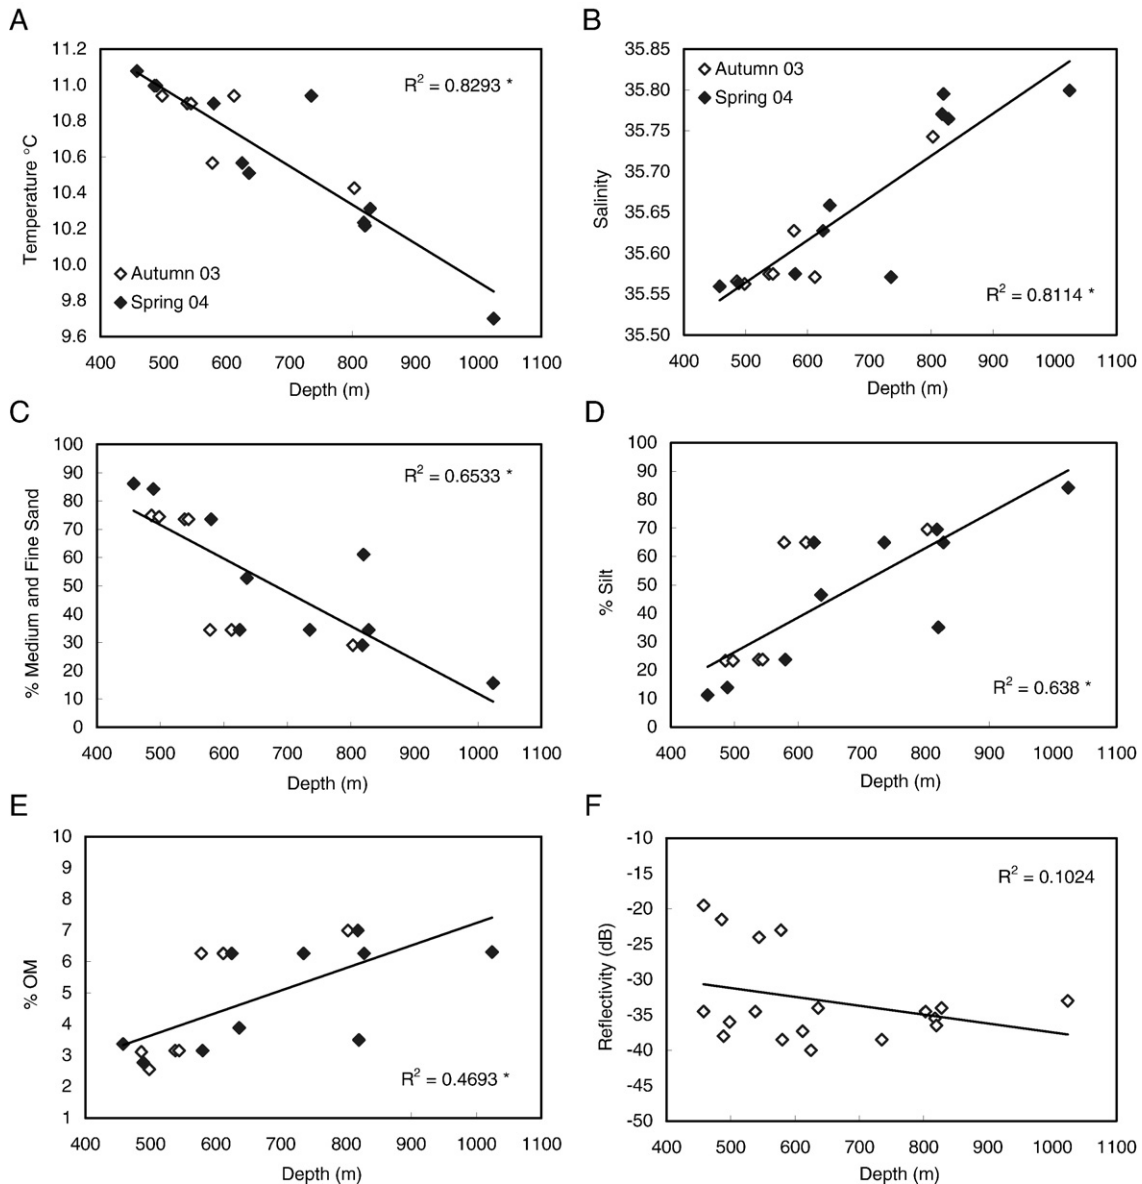 A
11.2
11.0
10.8
10.6
10.4
10.2
10.0
9.8
9.6
Temperature °C
R² = 0.8293 *
Autumn 03
Spring 04
400 500 600 700 800 900 1000 1100
Depth (m)
B
35.85
35.80
35.75
35.70
35.65
35.60
35.55
35.50
Salinity
Autumn 03
Spring 04
R² = 0.8114 *
400 500 600 700 800 900 1000 1100
Depth (m)
C
100
90
80
70
60
50
40
30
20
10
0
% Medium and Fine Sand
R² = 0.6533 *
400 500 600 700 800 900 1000 1100
Depth (m)
D
100
90
80
70
60
50
40
30
20
10
0
% Silt
R² = 0.638 *
400 500 600 700 800 900 1000 1100
Depth (m)
E
10
9
8
7
6
5
4
3
2
1
% OM
R² = 0.4693 *
400 500 600 700 800 900 1000 1100
Depth (m)
F
-10
-15
-20
-25
-30
-35
-40
-45
-50
Reflectivity (dB)
R² = 0.1024
400 500 600 700 800 900 1000 1100
Depth (m)